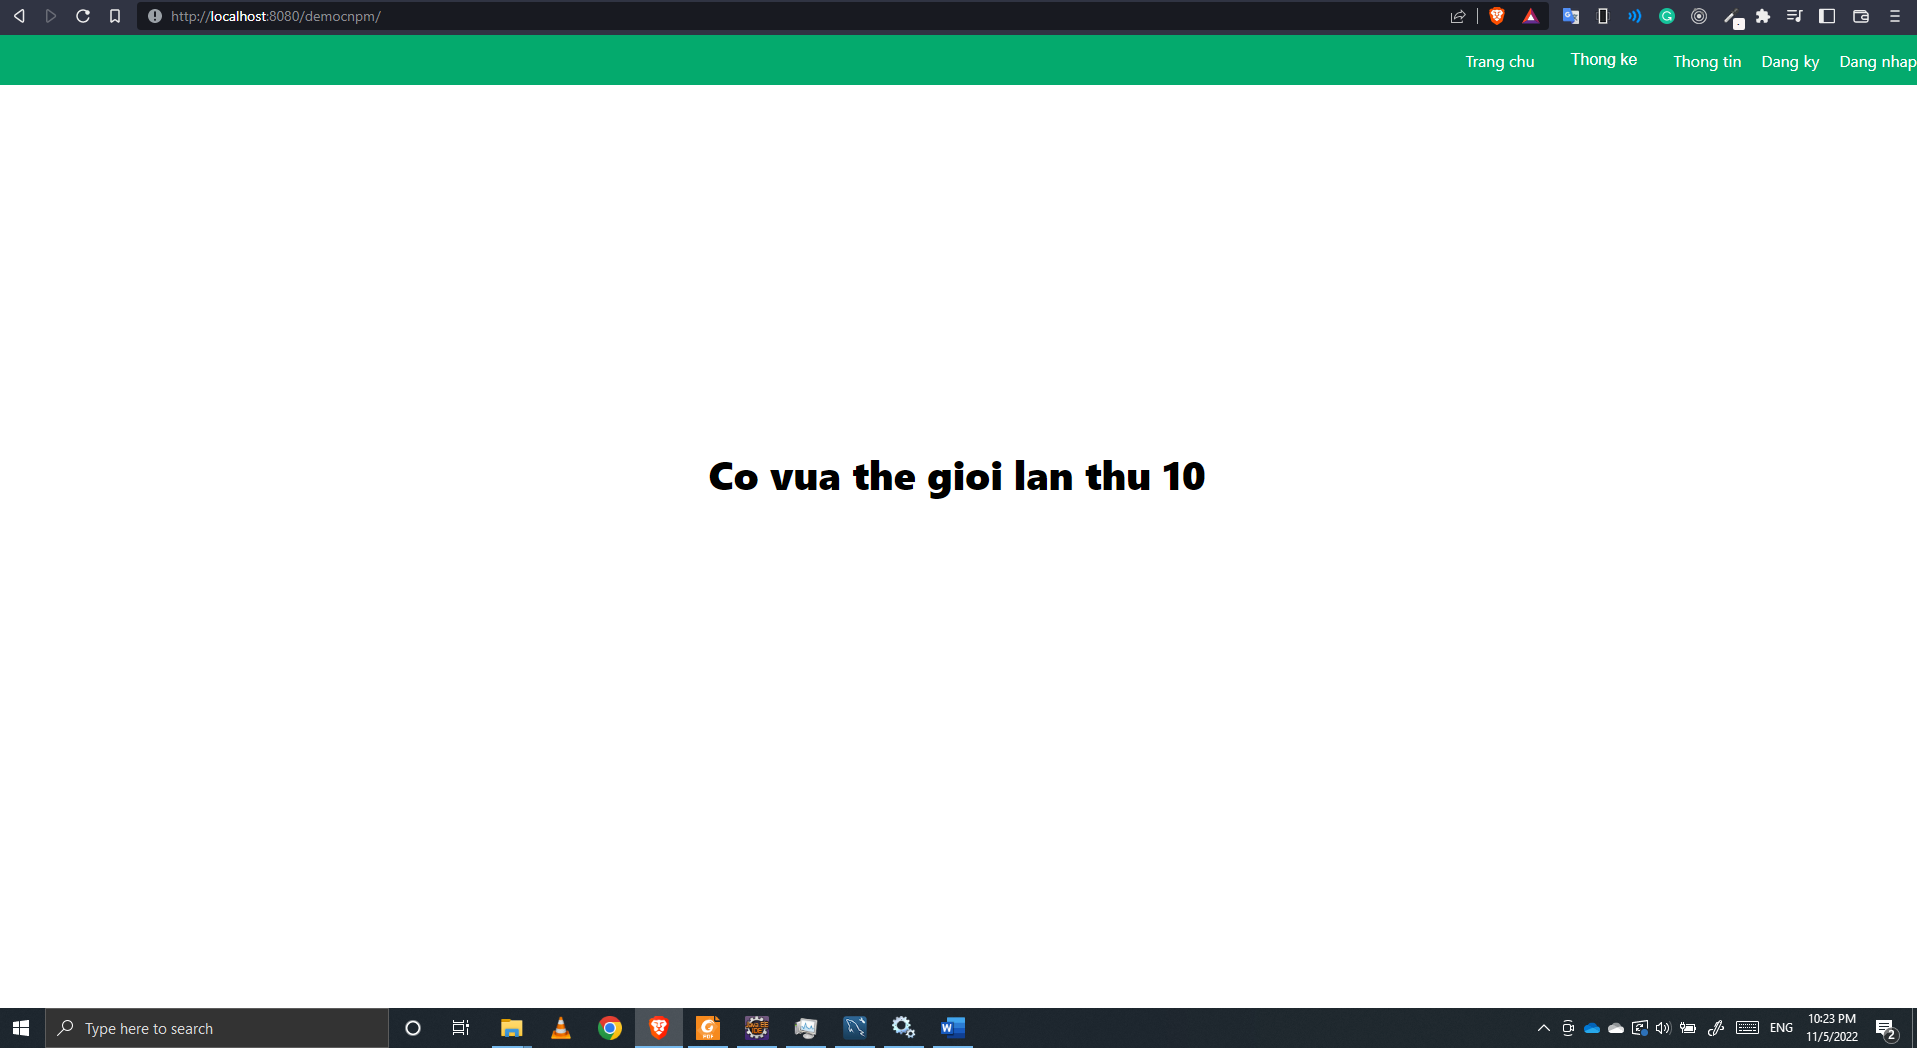 http://localhost:8080/democnpm/
Trang chu Thong ke Thong tin Dang ky Dang nhap
Co vua the gioi lan thu 10
Type here to search
ENG
10:23 PM
11/5/2022
2